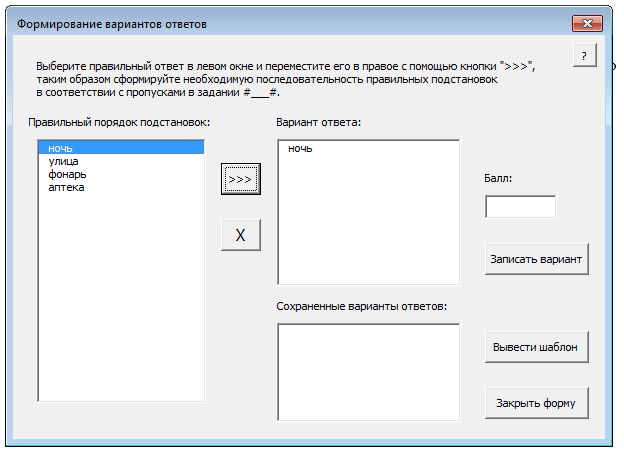 Формирование вариантов ответов
?
Выберите правильный ответ в левом окне и переместите его в правое с помощью кнопки ">>>",
таким образом сформируйте необходимую последовательность правильных подстановок
в соответствии с пропусками в задании #___#.
Правильный порядок подстановок:
ночь
улица
фонарь
аптека
>>>
X
Вариант ответа:
ночь
Балл:
Записать вариант
Сохраненные варианты ответов:
Вывести шаблон
Закрыть форму